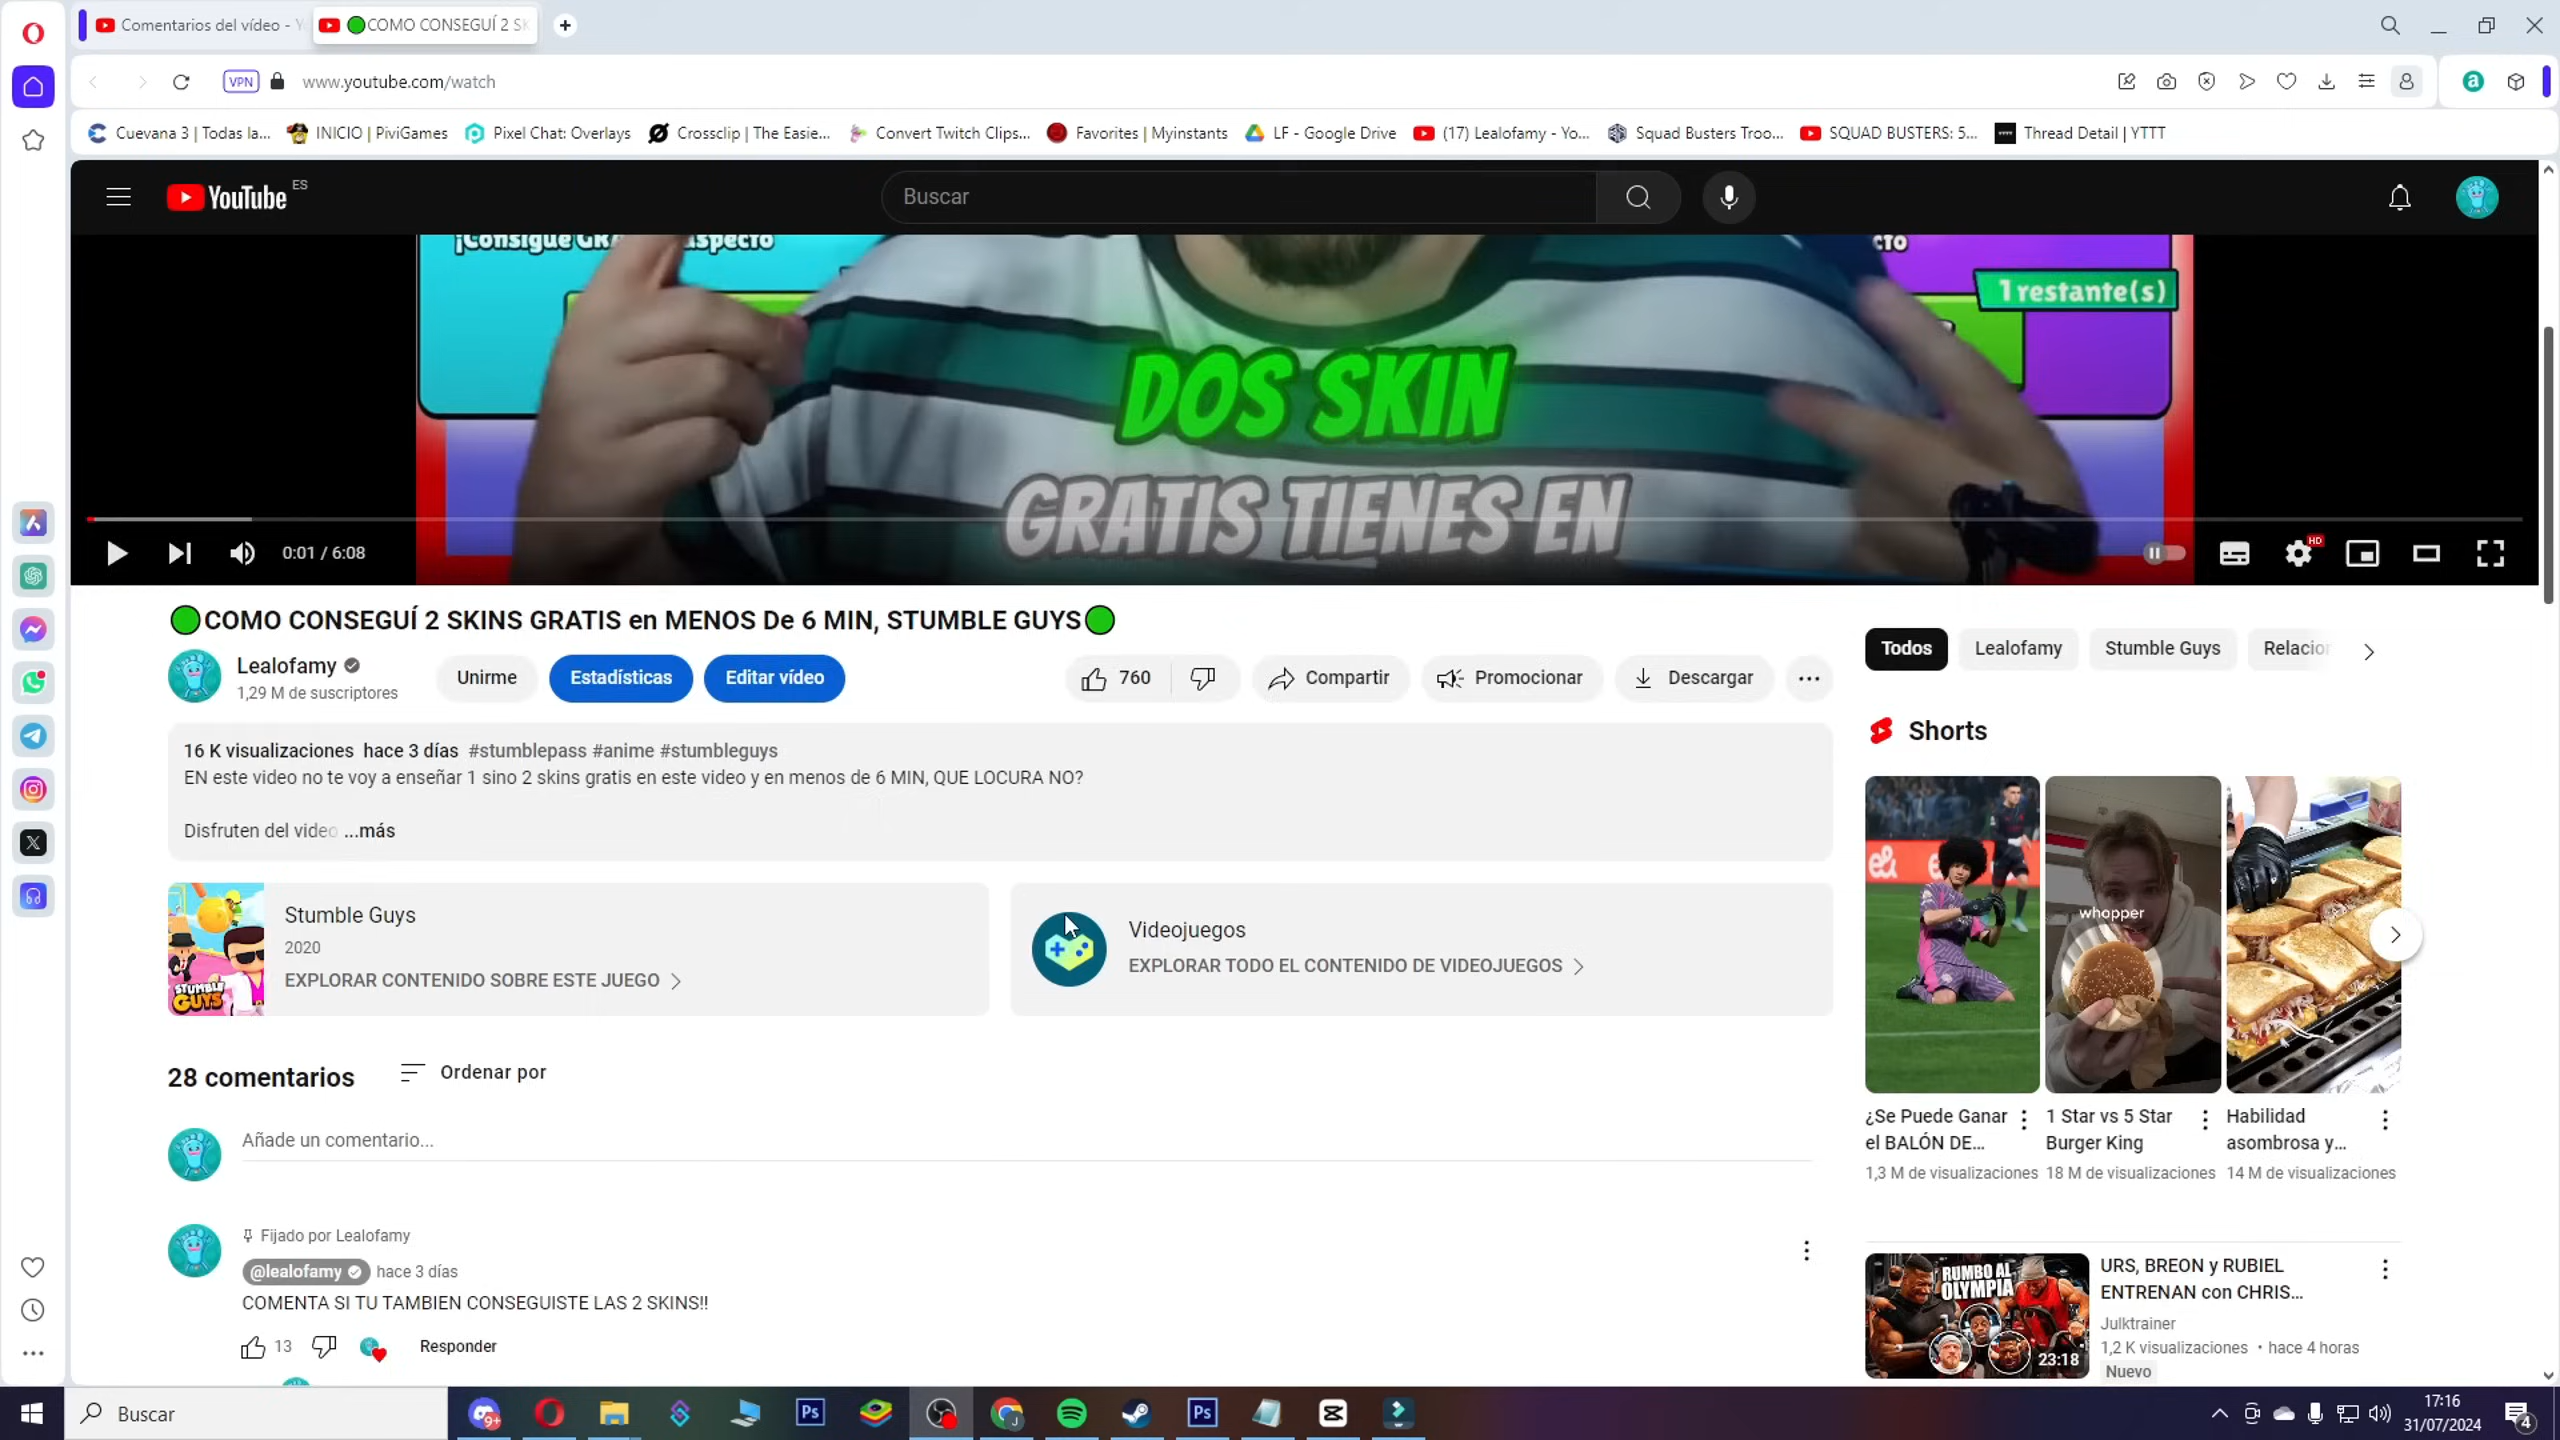 Comentarios del vídeo - Yo
COMO CONSEGUÍ 2 SK
VPN
www.youtube.com/watch
Cuevana 3 | Todas la...
INICIO | PiviGames
Pixel Chat: Overlays
Crossclip | The Easie...
Convert Twitch Clips...
Favorites | Myinstants
LF - Google Drive
(17) Lealofamy - Yo...
Squad Busters Troo...
SQUAD BUSTERS: 5...
Thread Detail | YTTT
YouTube ES
Buscar
¡Consigue
1 restante(s)
DOS SKIN
GRATIS TIENES EN
0:01 / 6:08
HD
COMO CONSEGUÍ 2 SKINS GRATIS en MENOS De 6 MIN, STUMBLE GUYS
Lealofamy
1,29 M de suscriptores
Unirme
Estadísticas
Editar vídeo
760
Compartir
Promocionar
Descargar
16 K visualizaciones hace 3 días #stumblepass #anime #stumbleguys
EN este video no te voy a enseñar 1 sino 2 skins gratis en este video y en menos de 6 MIN, QUE LOCURA NO?
Disfruten del video ...más
STUMBLE GUYS
Stumble Guys
2020
EXPLORAR CONTENIDO SOBRE ESTE JUEGO
Videojuegos
EXPLORAR TODO EL CONTENIDO DE VIDEOJUEGOS
28 comentarios
Ordenar por
Añade un comentario...
Fijado por Lealofamy
@lealofamy hace 3 días
COMENTA SI TU TAMBIEN CONSEGUISTE LAS 2 SKINS!!
13
Responder
Todos
Lealofamy
Stumble Guys
Relacion
Shorts
whopper
¿Se Puede Ganar el BALÓN DE...
1,3 M de visualizaciones
1 Star vs 5 Star Burger King
18 M de visualizaciones
Habilidad asombrosa y...
14 M de visualizaciones
RUMBO AL OLYMPIA
23:18
URS, BREON y RUBIEL
ENTRENAN con CHRIS...
Julktrainer
1,2 K visualizaciones • hace 4 horas
Nuevo
Buscar
9+
Ps
Ps
17:16
31/07/2024
4